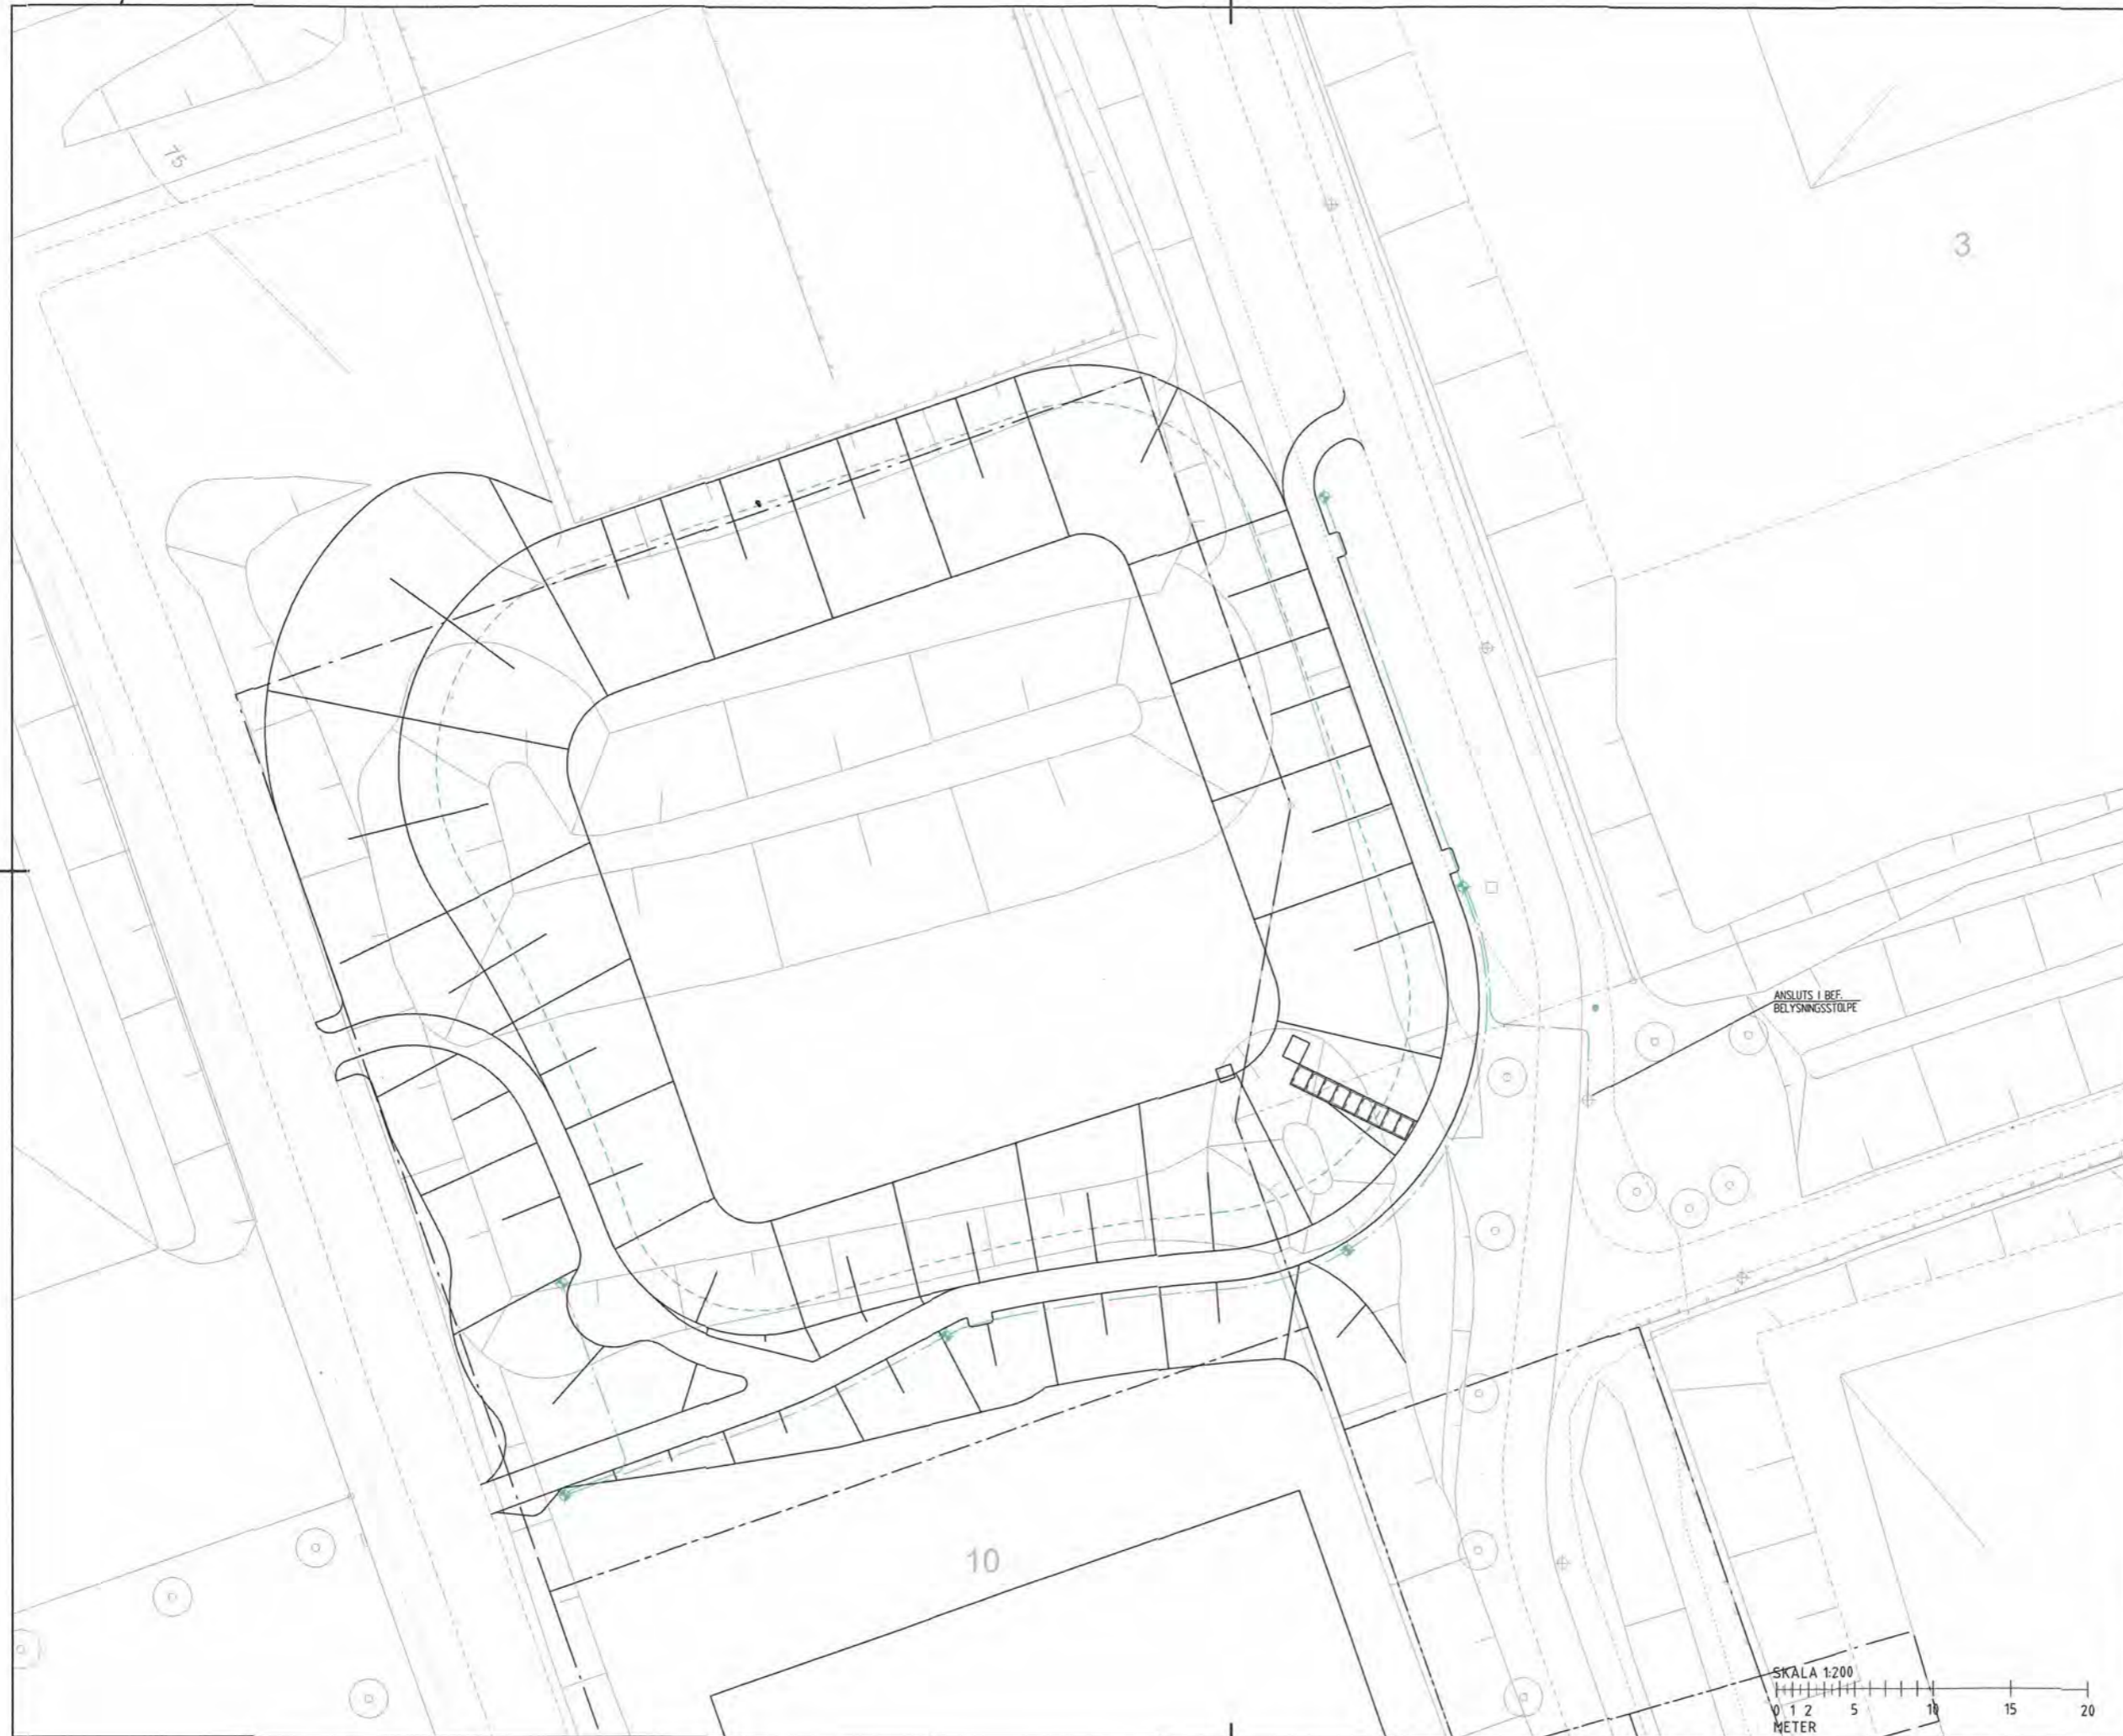 75
3
ANSLUTS I BEF.
BELYSNINGSSTOLPE
10
SKALA 1:200
0 1 2 5 10 15 20
METER